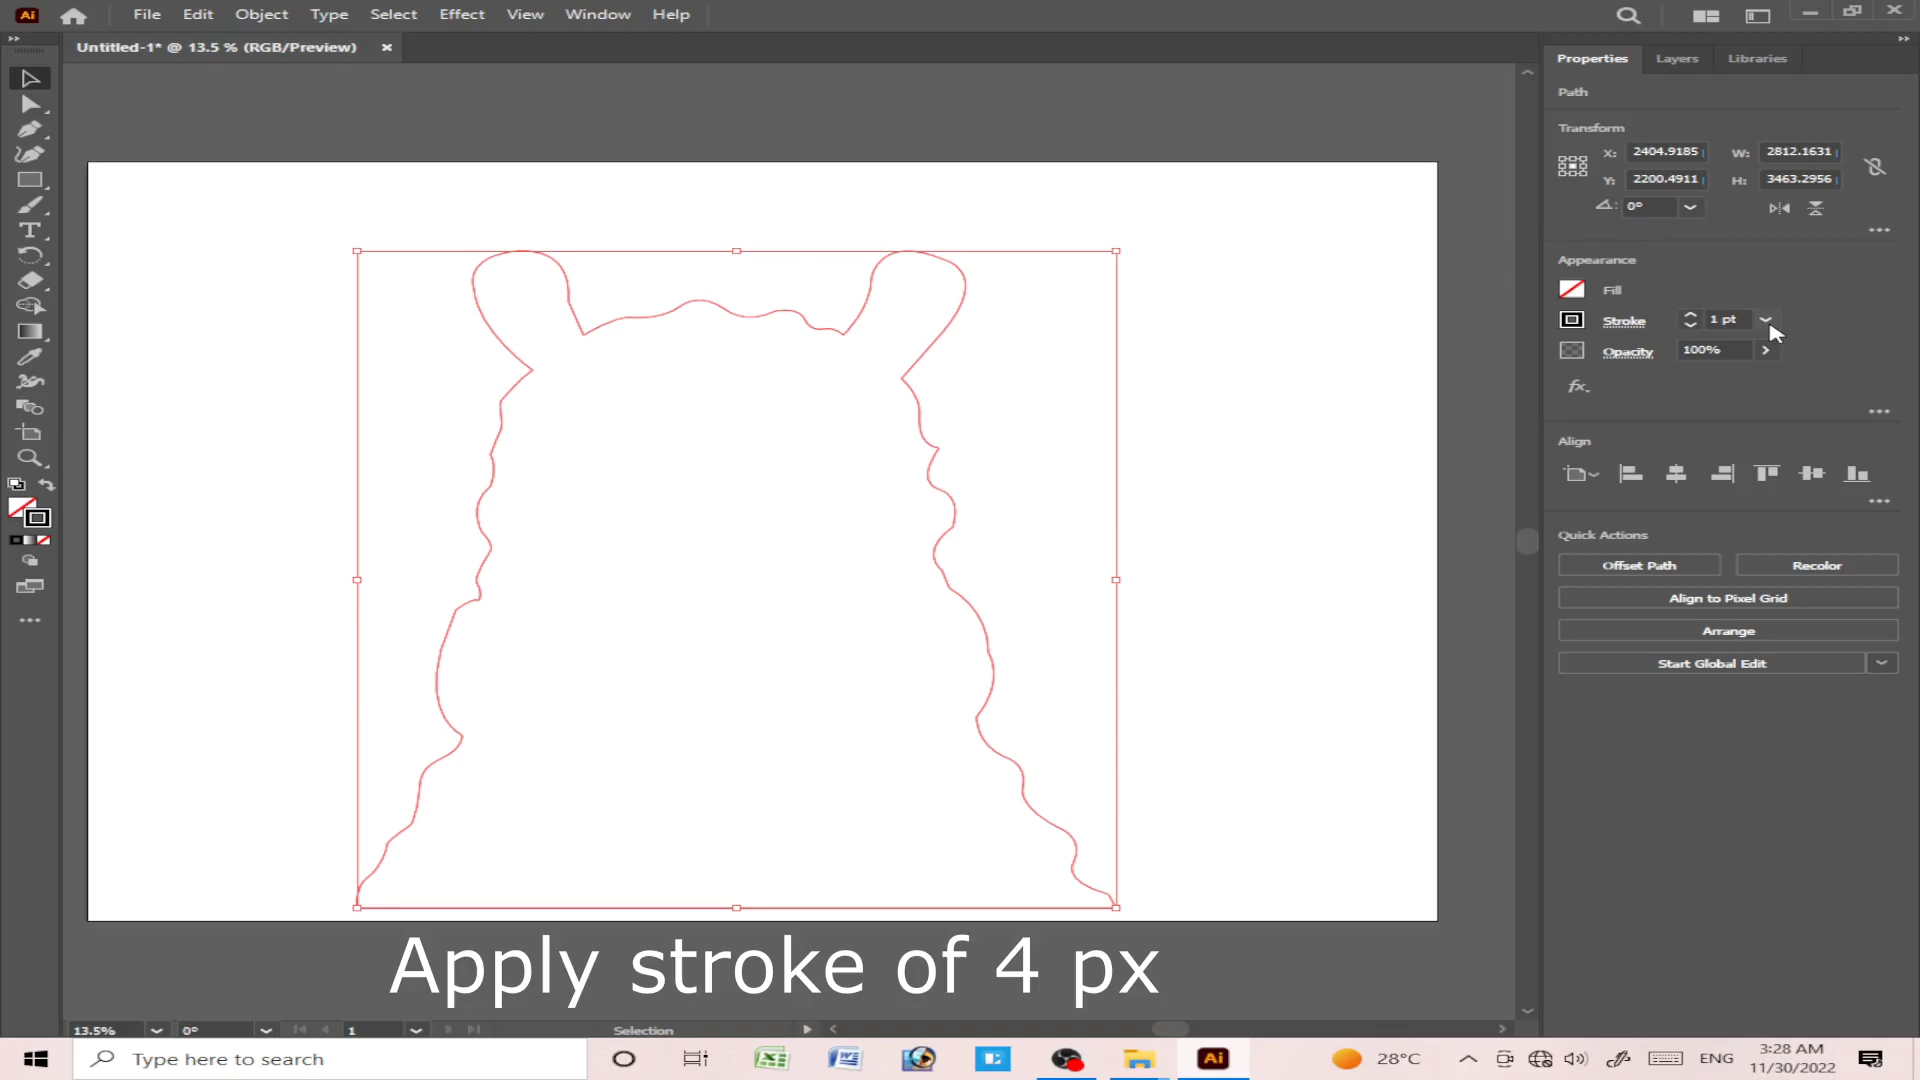 Ai File Edit Object Type Select Effect View Window Help
Untitled-1* @ 13.5 % (RGB/Preview) ×
Properties Layers Libraries
Path
Transform
X: 2404.9185 W: 2812.1631
Y: 2200.4911 H: 3463.2956
0°
Appearance
Fill
Stroke 1 pt
Opacity 100%
fx.
Align
Quick Actions
Offset Path Recolor
Align to Pixel Grid
Arrange
Start Global Edit
T
Apply stroke of 4 px
13.5% 0° 1 Selection
Type here to search Ai 28°C ENG 3:28 AM
11/30/2022